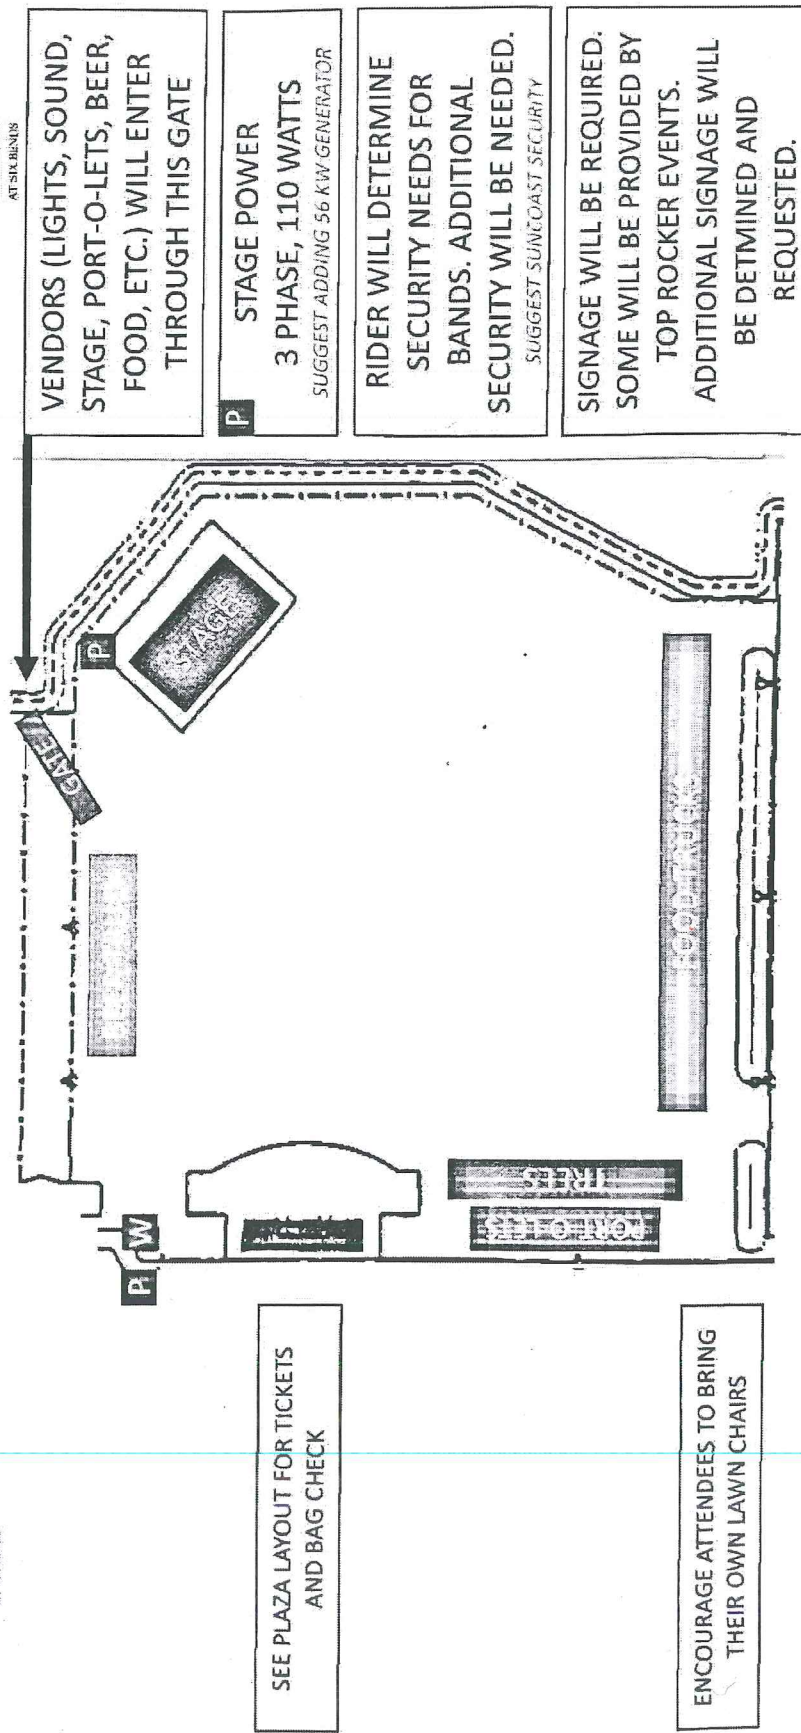 AT SIX BENDS
VENDORS (LIGHTS, SOUND,
STAGE, PORT-O-LETS, BEER,
FOOD, ETC.) WILL ENTER
THROUGH THIS GATE
P
STAGE POWER
3 PHASE, 110 WATTS
SUGGEST ADDING 56 KW GENERATOR
RIDER WILL DETERMINE
SECURITY NEEDS FOR
BANDS. ADDITIONAL
SECURITY WILL BE NEEDED.
SUGGEST SUNCOAST SECURITY
SIGNAGE WILL BE REQUIRED.
SOME WILL BE PROVIDED BY
TOP ROCKER EVENTS.
ADDITIONAL SIGNAGE WILL
BE DETMINED AND
REQUESTED.
GATE
P
STAGE
FOOD TRUCKS
TREES
PORT-O-LETS
W
P
SEE PLAZA LAYOUT FOR TICKETS
AND BAG CHECK
ENCOURAGE ATTENDEES TO BRING
THEIR OWN LAWN CHAIRS